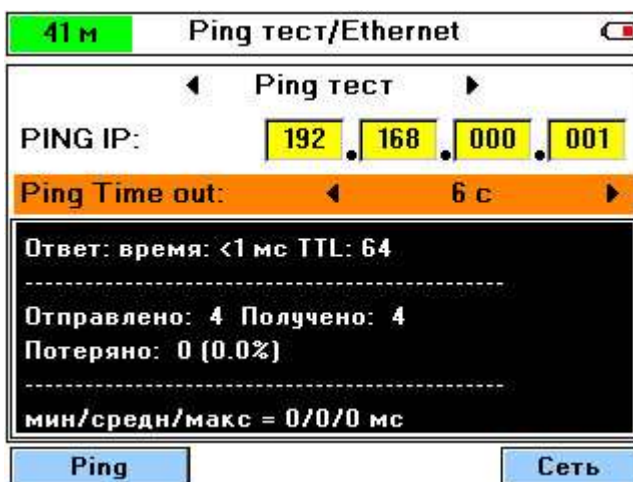 41 м Ping тест/Ethernet
Ping тест
PING IP: 192.168.000.001
Ping Time out: 6 с
Ответ: время: <1 мс TTL: 64
--------------------------------------------------
Отправлено: 4 Получено: 4
Потеряно: 0 (0.0%)
--------------------------------------------------
мин/средн/макс = 0/0/0 мс
Ping Сеть